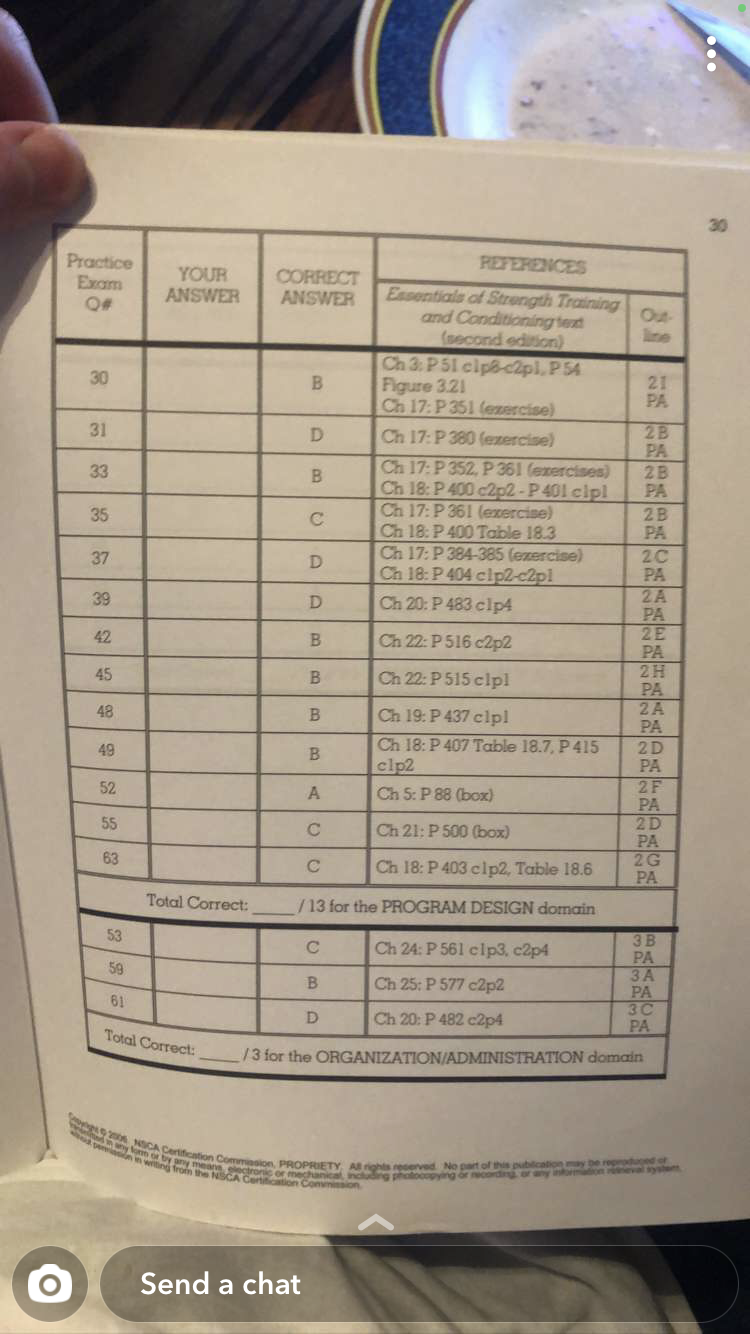 30
Practice
Exam
Q#
YOUR
ANSWER
CORRECT
ANSWER
REFERENCES
Essentials of Strength Training
and Conditioning text
(second edition)
Out-
line
30 B Ch 3: P 51 c1p8-c2p1, P 54
Figure 3.21
Ch 17: P 351 (exercise) 2 I
PA
31 D Ch 17: P 380 (exercise) 2 B
PA
33 B Ch 17: P 352, P 361 (exercises)
Ch 18: P 400 c2p2 - P 401 c1p1 2 B
PA
35 C Ch 17: P 361 (exercise)
Ch 18: P 400 Table 18.3 2 B
PA
37 D Ch 17: P 384-385 (exercise)
Ch 18: P 404 c1p2-c2p1 2 C
PA
39 D Ch 20: P 483 c1p4 2 A
PA
42 B Ch 22: P 516 c2p2 2 E
PA
45 B Ch 22: P 515 c1p1 2 H
PA
48 B Ch 19: P 437 c1p1 2 A
PA
49 B Ch 18: P 407 Table 18.7, P 415
c1p2 2 D
PA
52 A Ch 5: P 88 (box) 2 F
PA
55 C Ch 21: P 500 (box) 2 D
PA
63 C Ch 18: P 403 c1p2, Table 18.6 2 G
PA
Total Correct: _____ / 13 for the PROGRAM DESIGN domain
53 C Ch 24: P 561 c1p3, c2p4 3 B
PA
59 B Ch 25: P 577 c2p2 3 A
PA
61 D Ch 20: P 482 c2p4 3 C
PA
Total Correct: _____ / 3 for the ORGANIZATION/ADMINISTRATION domain
Copyright © 2006 NSCA Certification Commission, PROPRIETY. All rights reserved. No part of this publication may be reproduced or
transmitted in any form or by any means, electronic or mechanical, including photocopying or recording, or any information retrieval system,
without permission in writing from the NSCA Certification Commission.
Send a chat